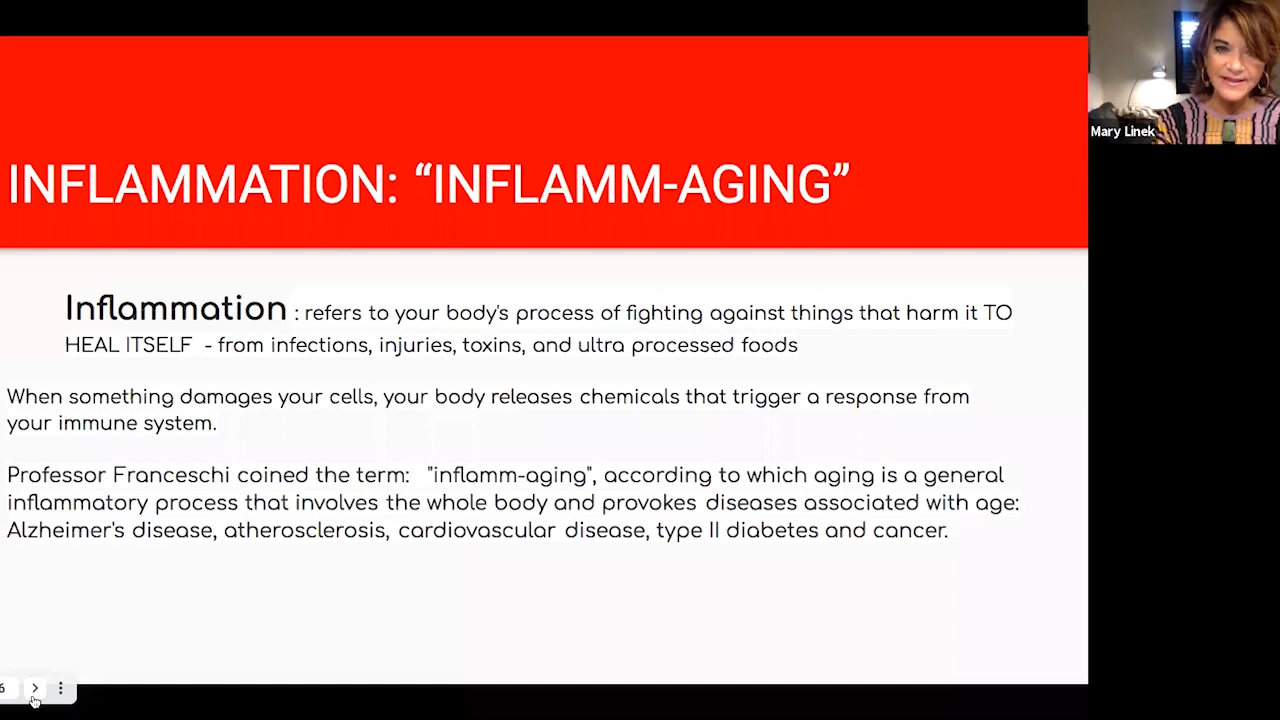 INFLAMMATION: “INFLAMM-AGING”
Inflammation : refers to your body's process of fighting against things that harm it TO
HEAL ITSELF - from infections, injuries, toxins, and ultra processed foods
When something damages your cells, your body releases chemicals that trigger a response from
your immune system.
Professor Franceschi coined the term: "inflamm-aging", according to which aging is a general
inflammatory process that involves the whole body and provokes diseases associated with age:
Alzheimer's disease, atherosclerosis, cardiovascular disease, type II diabetes and cancer.
Mary Linek
6